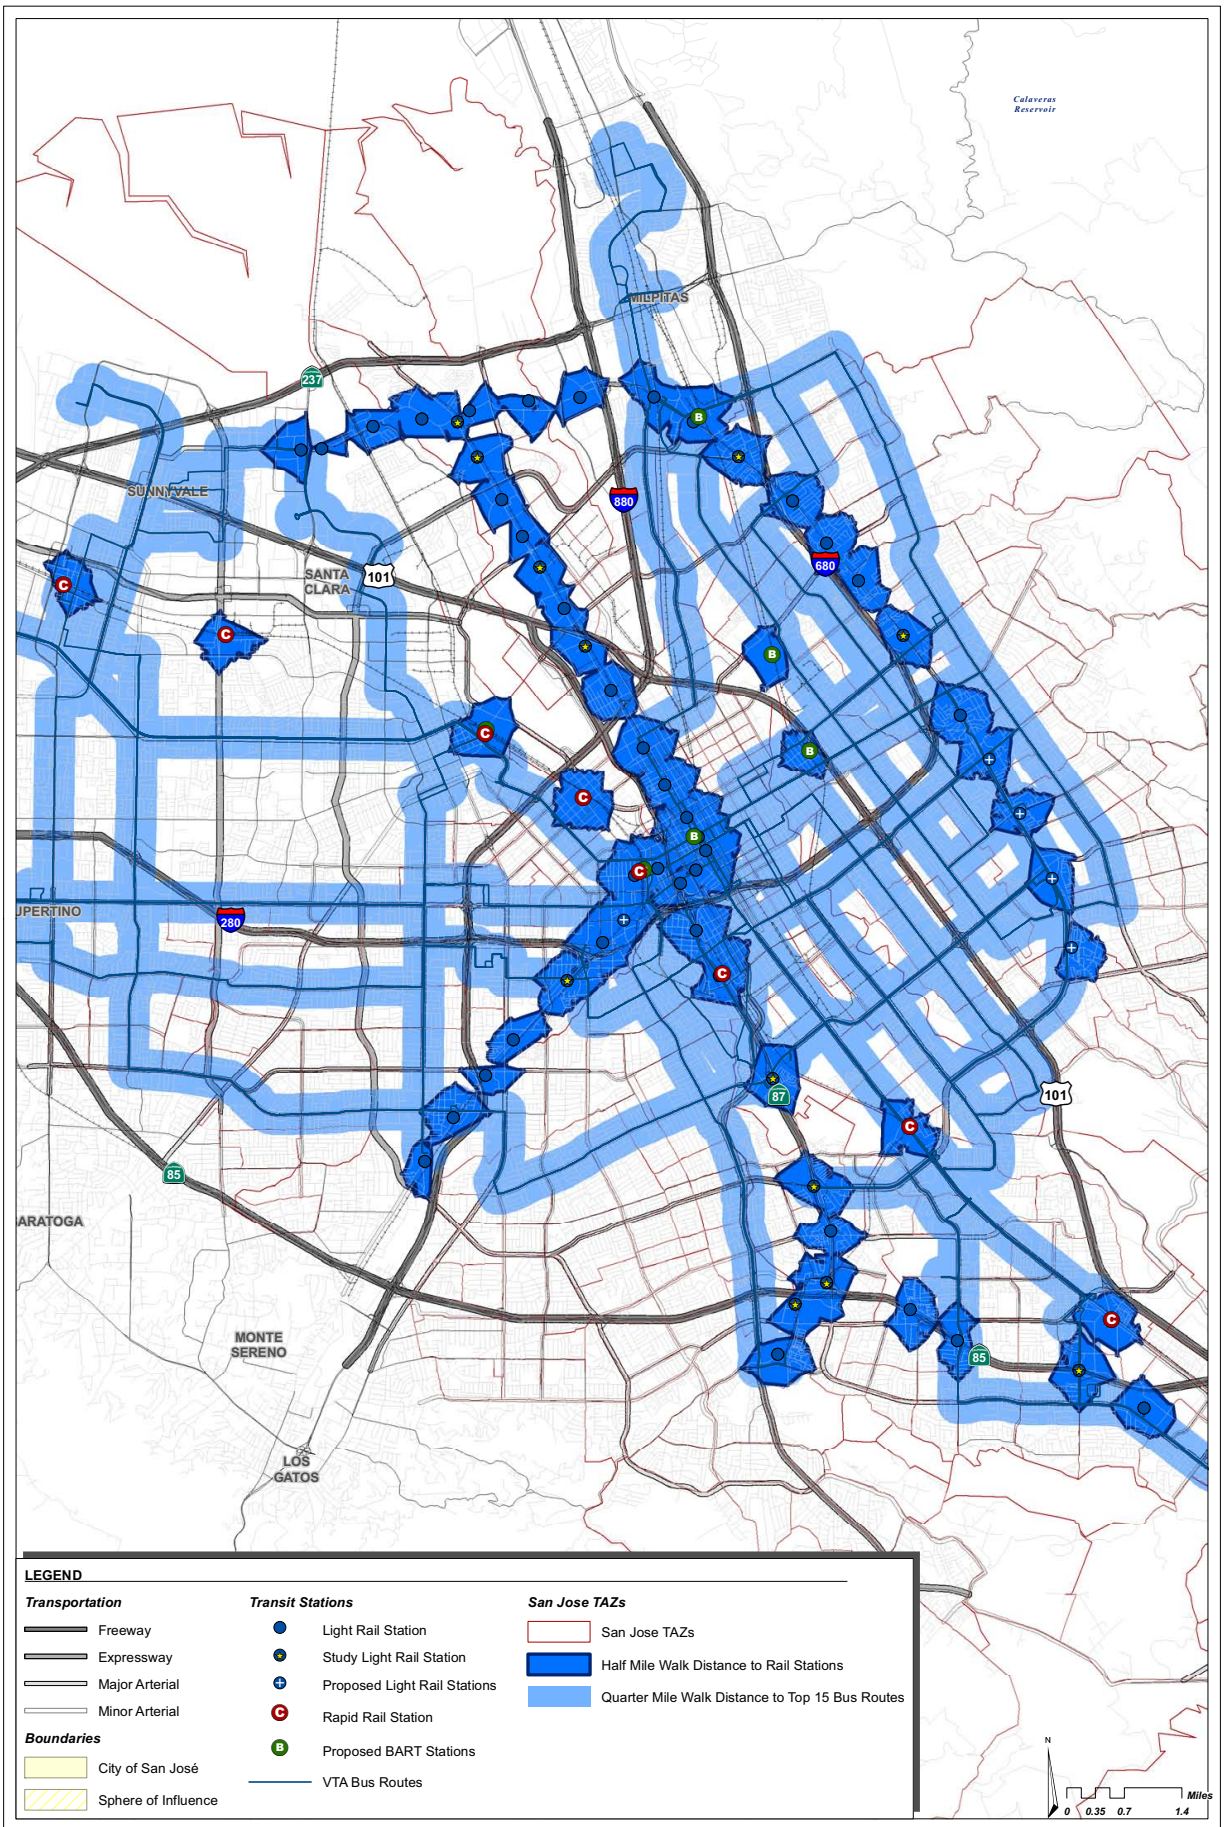 Calaveras
Reservoir
MILPITAS
237
SUNNYVALE
880
SANTA
CLARA
101
680
B
C
C
B
C
B
C
B
C
UPERTINO
280
C
87
101
C
85
ARATOGA
C
MONTE
SERENO
85
LOS
GATOS
LEGEND
Transportation
Freeway
Expressway
Major Arterial
Minor Arterial
Boundaries
City of San José
Sphere of Influence
Transit Stations
Light Rail Station
Study Light Rail Station
Proposed Light Rail Stations
C Rapid Rail Station
B Proposed BART Stations
VTA Bus Routes
San Jose TAZs
San Jose TAZs
Half Mile Walk Distance to Rail Stations
Quarter Mile Walk Distance to Top 15 Bus Routes
N
Miles
0 0.35 0.7 1.4